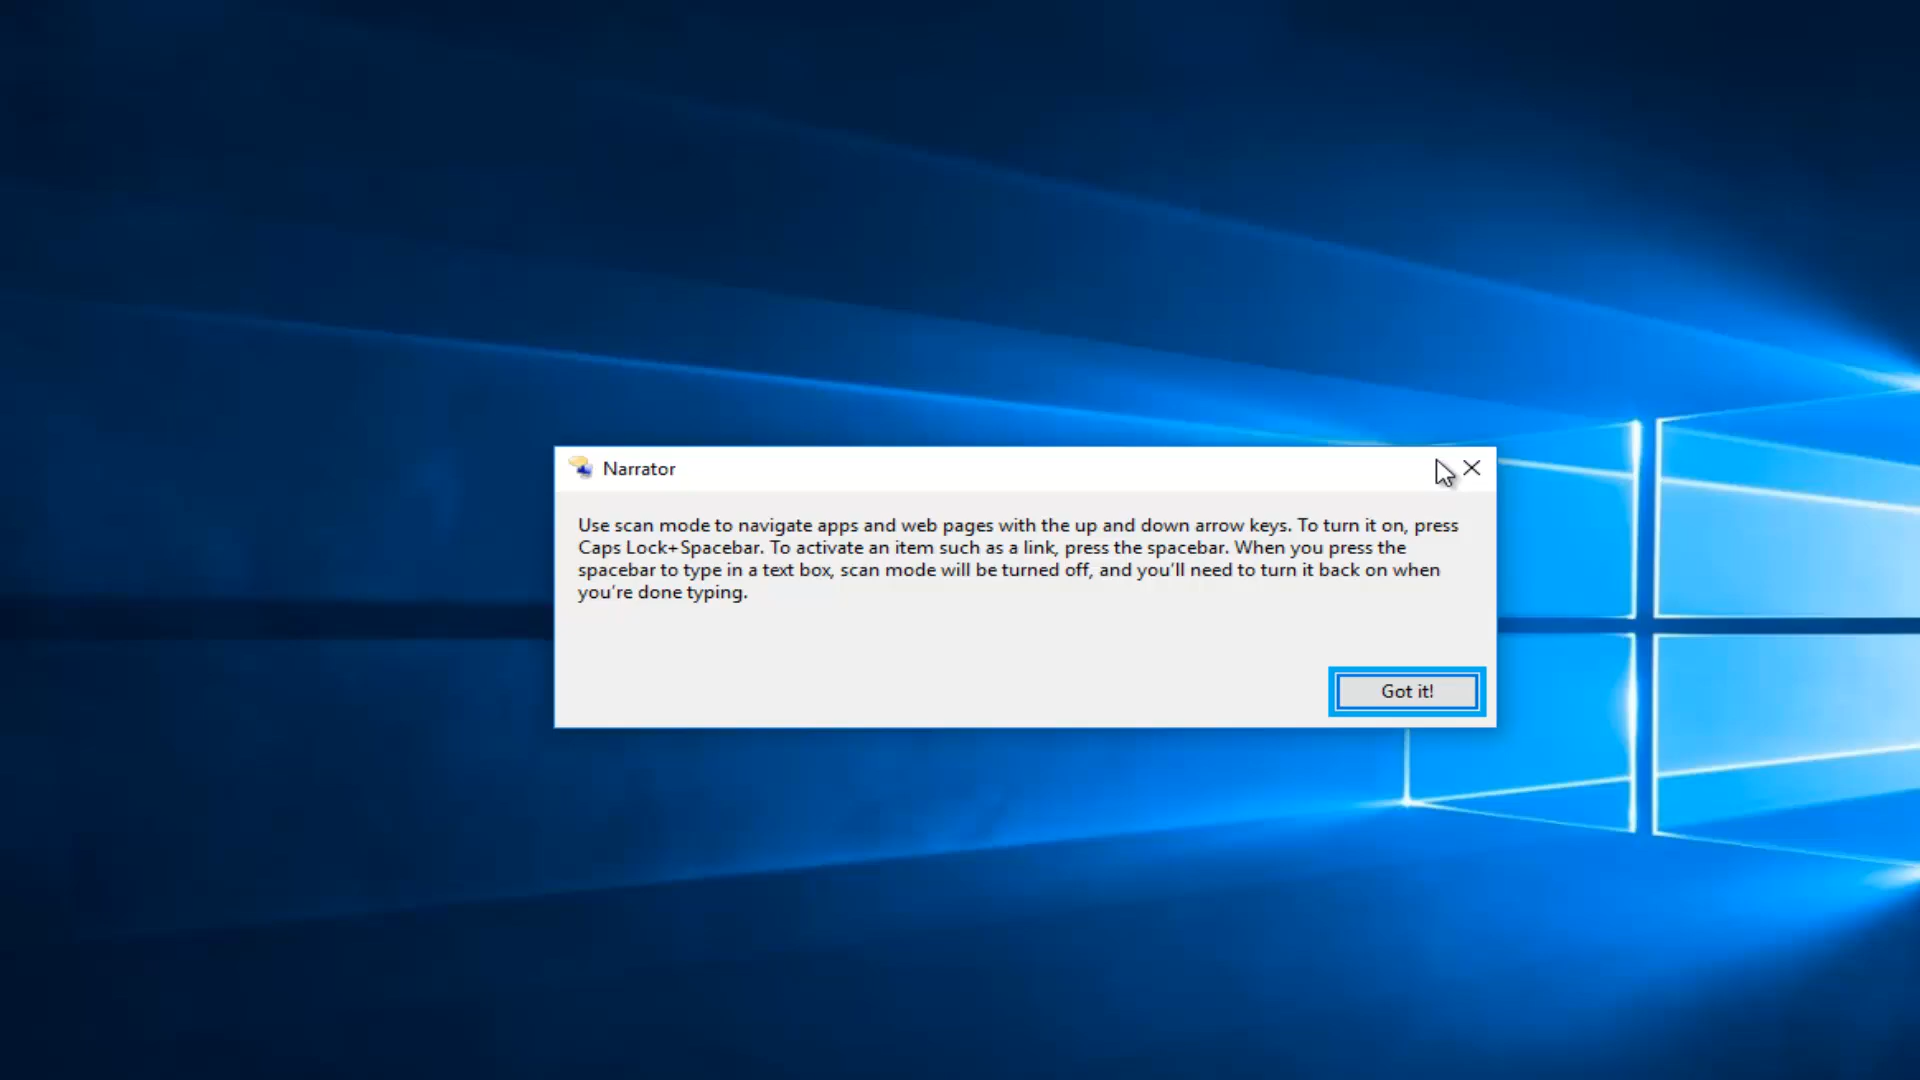 Narrator
Use scan mode to navigate apps and web pages with the up and down arrow keys. To turn it on, press
Caps Lock+Spacebar. To activate an item such as a link, press the spacebar. When you press the
spacebar to type in a text box, scan mode will be turned off, and you'll need to turn it back on when
you're done typing.
Got it!